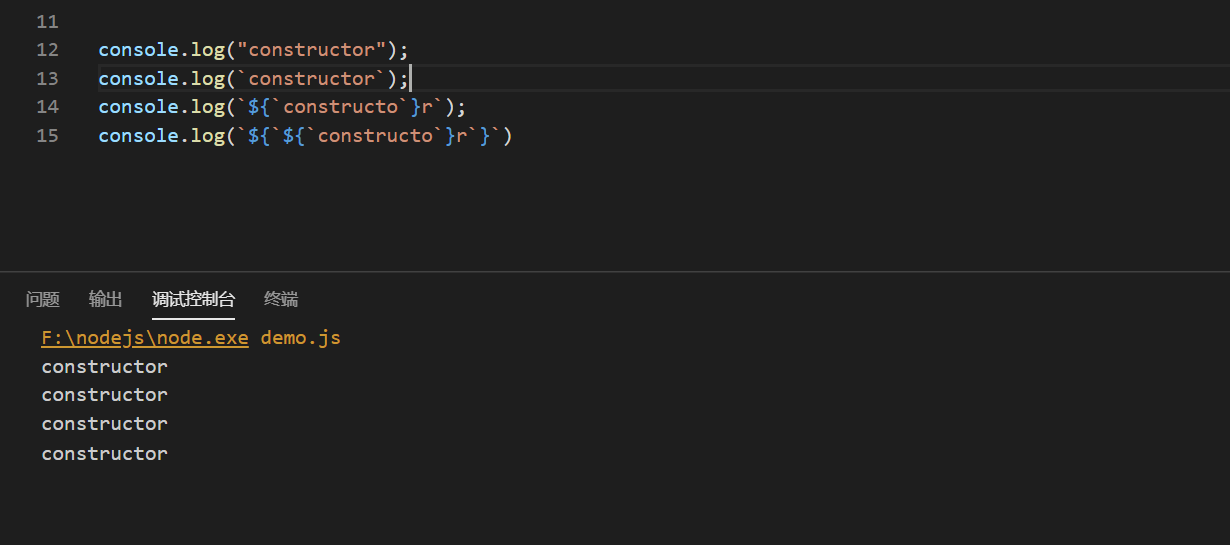 11
12 console.log("constructor");
13 console.log(`constructor`);
14 console.log(`${`constructo`}r`);
15 console.log(`${`${`constructo`}r`}`)
问题 输出 调试控制台 终端
F:\nodejs\node.exe demo.js
constructor
constructor
constructor
constructor